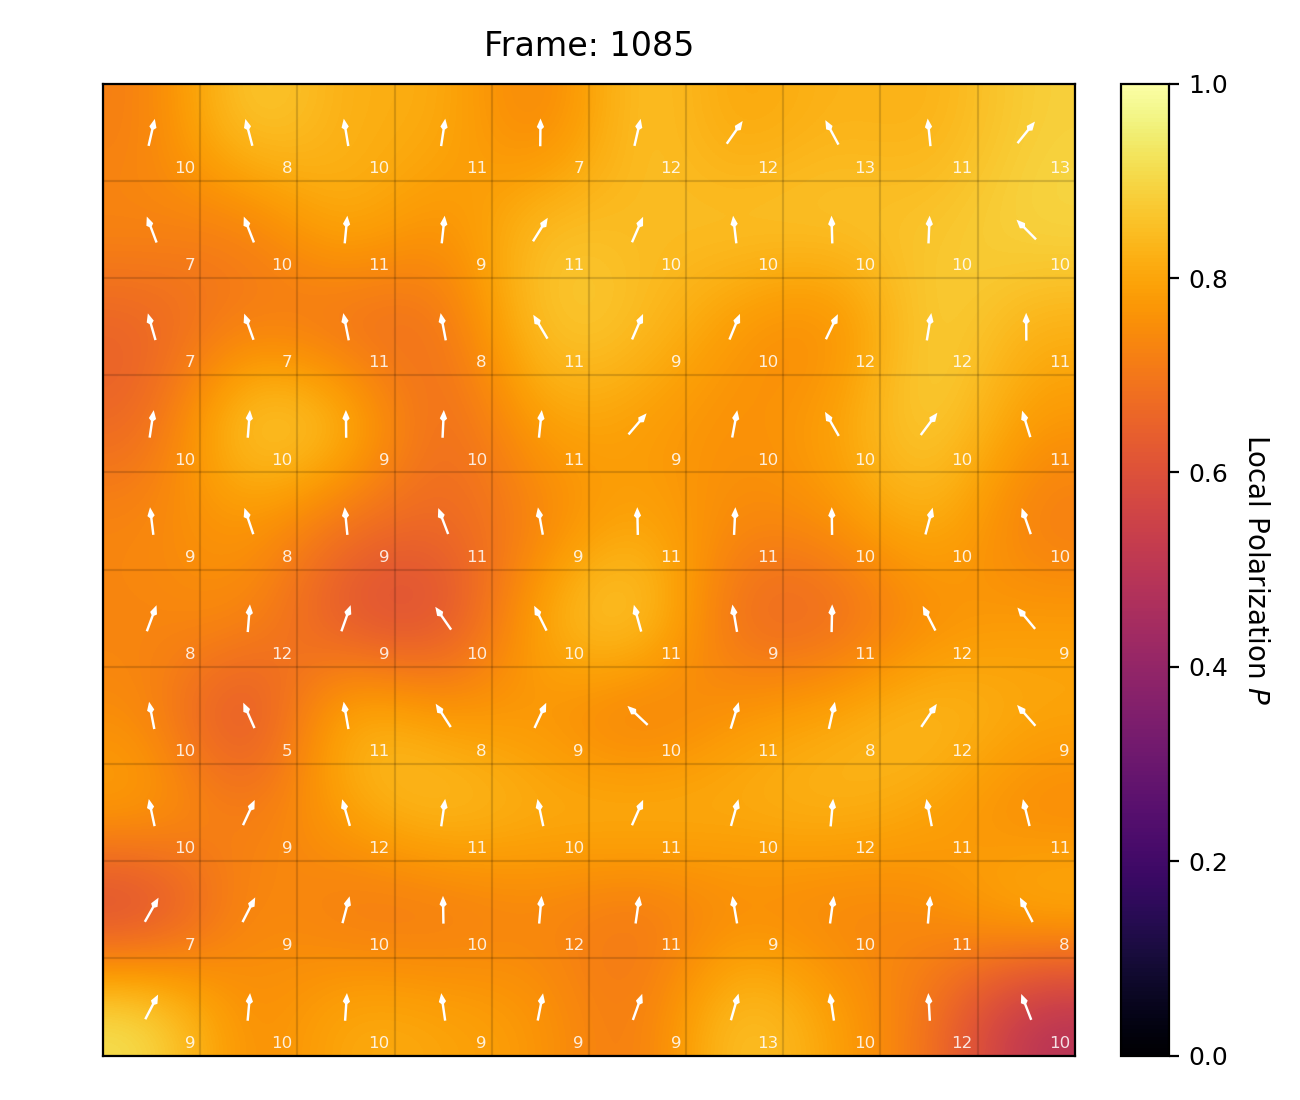 Frame: 1085
10 8 10 11 7 12 12 13 11 13
7 10 11 9 11 10 10 10 10 10
7 7 11 8 11 9 10 12 12 11
10 10 9 10 11 9 10 10 10 11
9 8 9 11 9 11 11 10 10 10
8 12 9 10 10 11 9 11 12 9
10 5 11 8 9 10 11 8 12 9
10 9 12 11 10 11 10 12 11 11
7 9 10 10 12 11 9 10 11 8
9 10 10 9 9 9 13 10 12 10
1.0
0.8
0.6
0.4
0.2
0.0
Local Polarization P